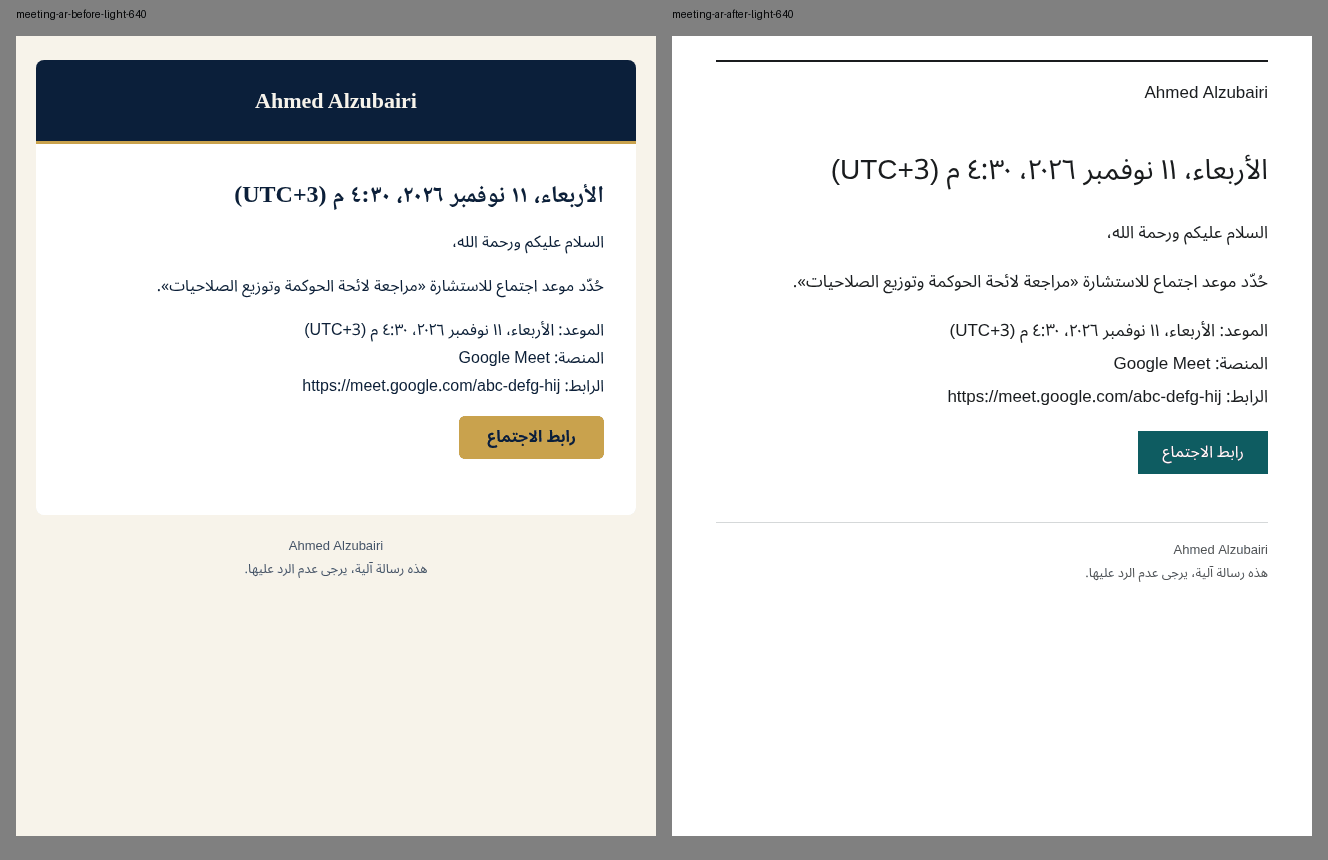 meeting-ar-before-light-640
Ahmed Alzubairi
الأربعاء، ١١ نوفمبر ٢٠٢٦، ٤:٣٠ م (UTC+3)
السلام عليكم ورحمة الله،
حُدّد موعد اجتماع للاستشارة «مراجعة لائحة الحوكمة وتوزيع الصلاحيات».
الموعد: الأربعاء، ١١ نوفمبر ٢٠٢٦، ٤:٣٠ م (UTC+3)
المنصة: Google Meet
الرابط: https://meet.google.com/abc-defg-hij
رابط الاجتماع
Ahmed Alzubairi
هذه رسالة آلية، يرجى عدم الرد عليها.
meeting-ar-after-light-640
Ahmed Alzubairi
الأربعاء، ١١ نوفمبر ٢٠٢٦، ٤:٣٠ م (UTC+3)
السلام عليكم ورحمة الله،
حُدّد موعد اجتماع للاستشارة «مراجعة لائحة الحوكمة وتوزيع الصلاحيات».
الموعد: الأربعاء، ١١ نوفمبر ٢٠٢٦، ٤:٣٠ م (UTC+3)
المنصة: Google Meet
الرابط: https://meet.google.com/abc-defg-hij
رابط الاجتماع
Ahmed Alzubairi
هذه رسالة آلية، يرجى عدم الرد عليها.